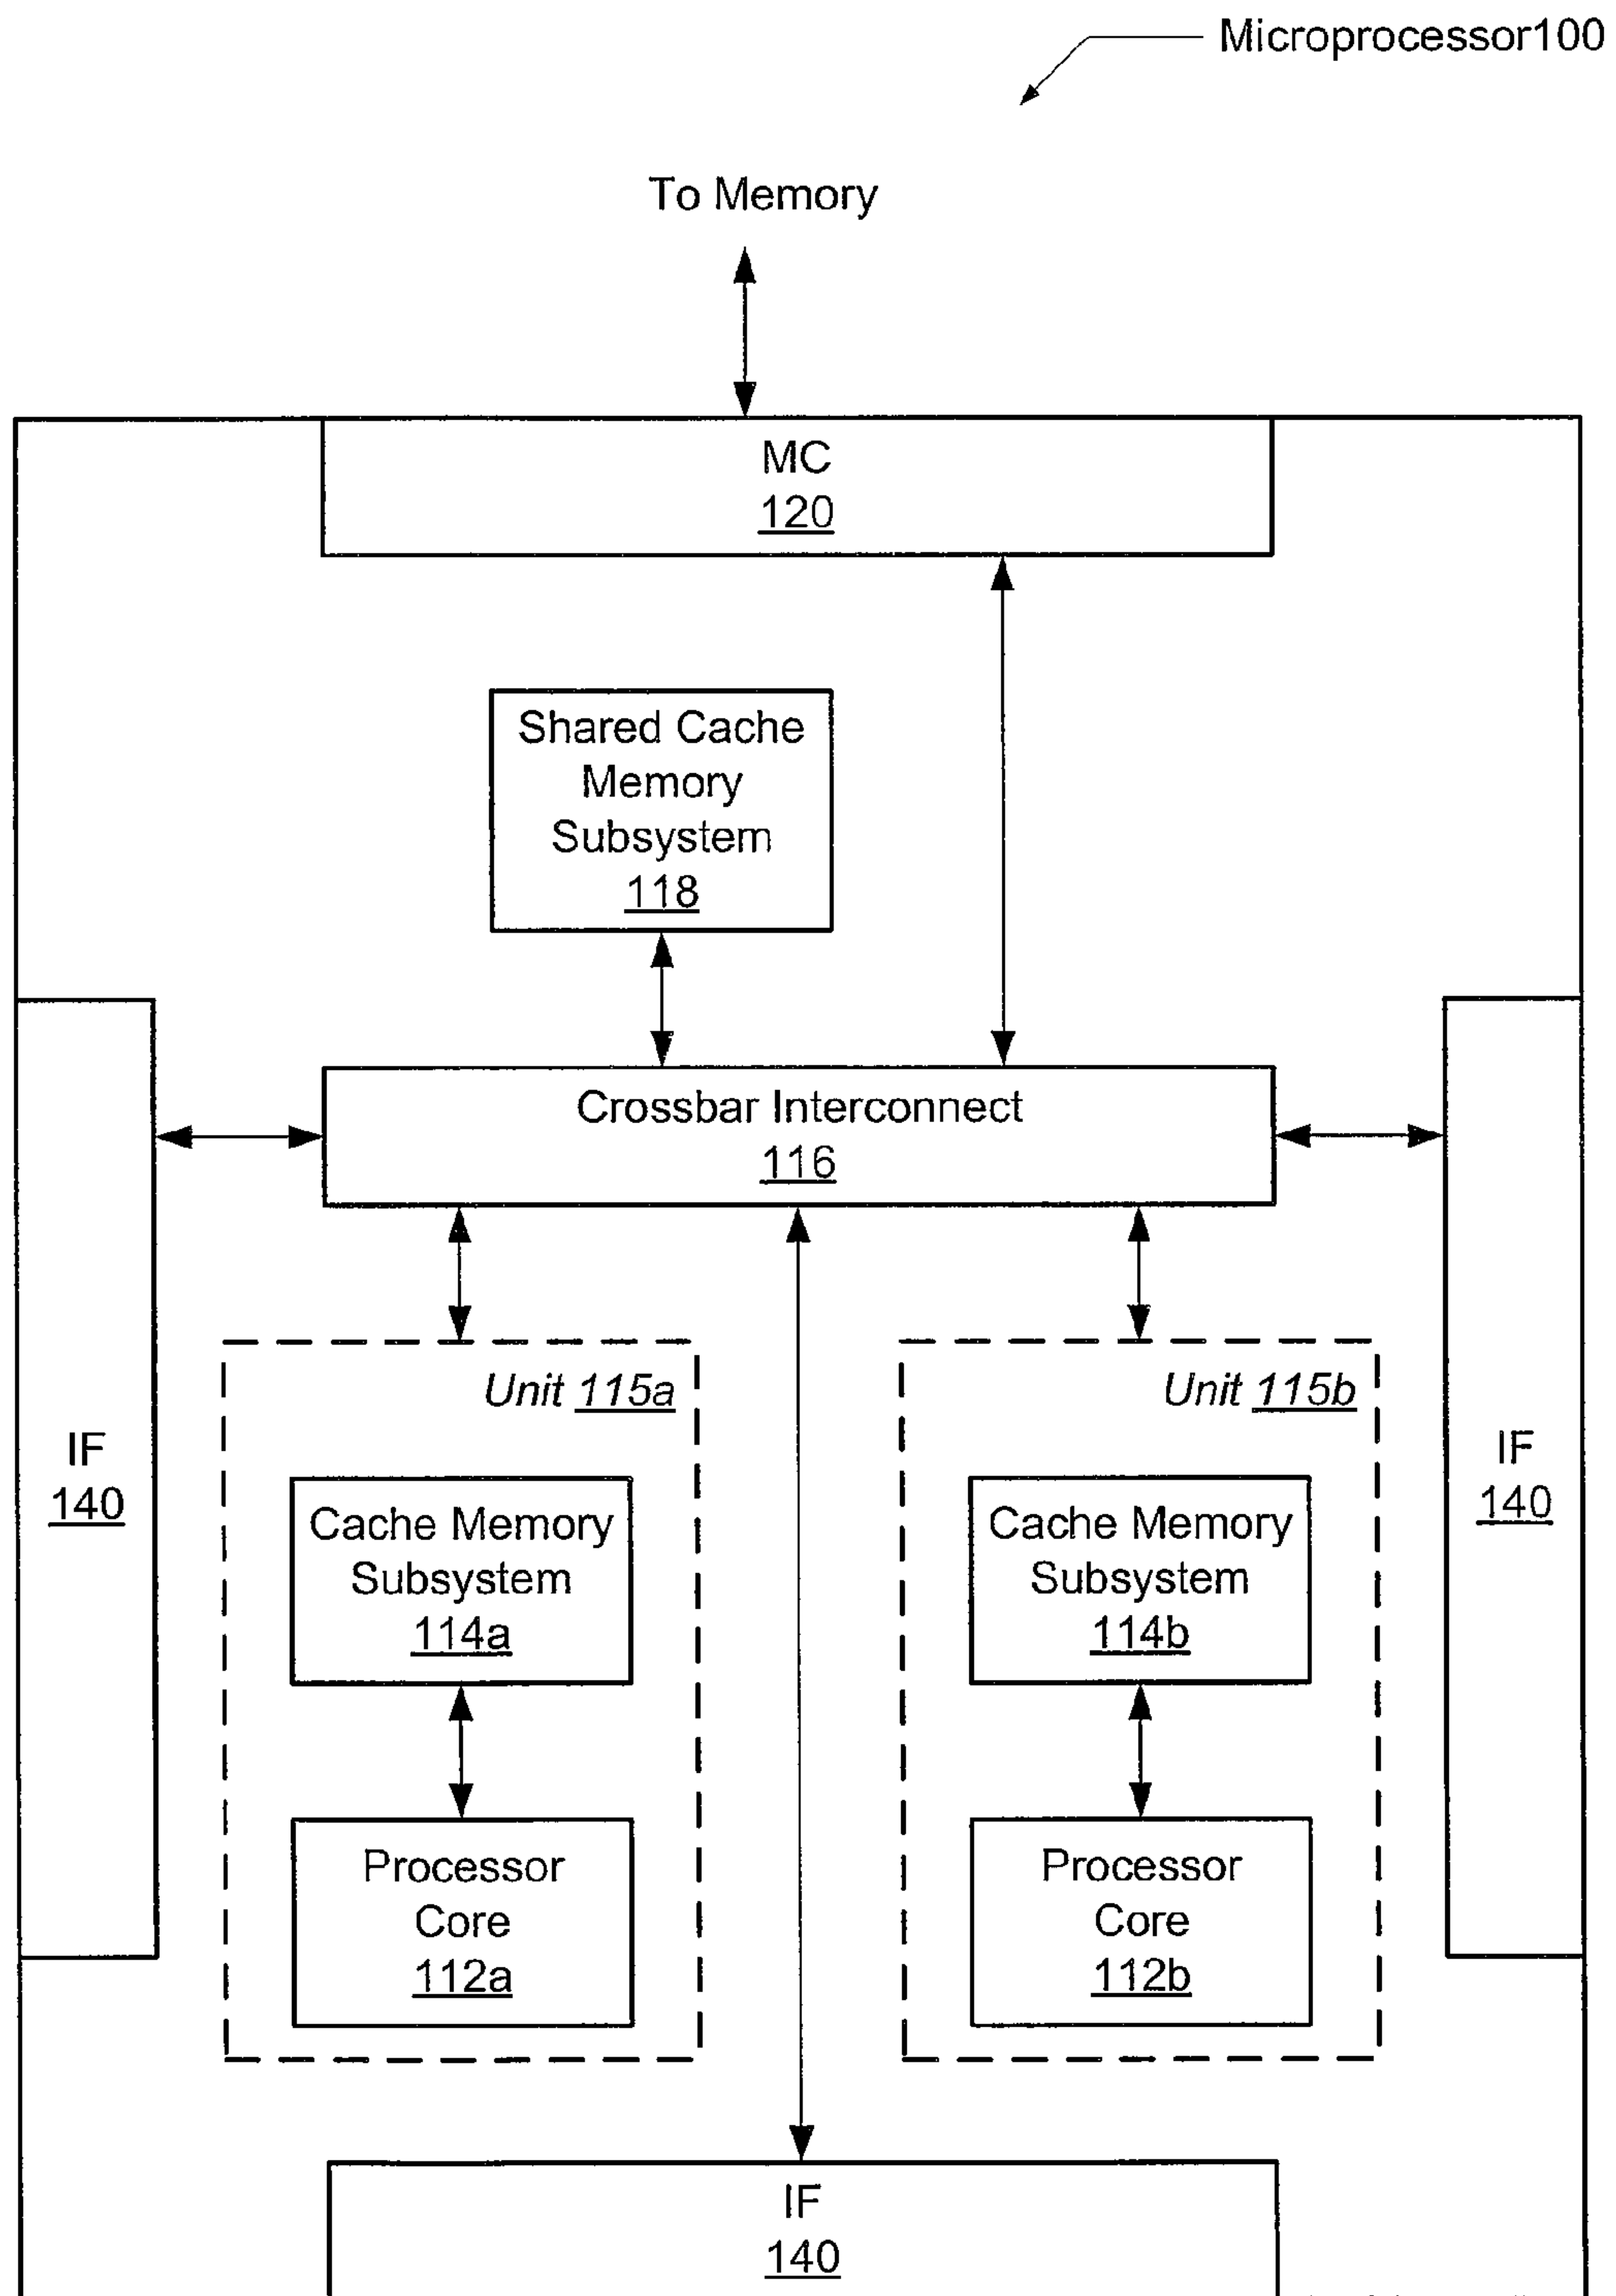 Microprocessor100
To Memory
MC
120
Shared Cache
Memory
Subsystem
118
Crossbar Interconnect
116
Unit 115a
Unit 115b
IF
140
IF
140
Cache Memory
Subsystem
114a
Cache Memory
Subsystem
114b
Processor
Core
112a
Processor
Core
112b
IF
140